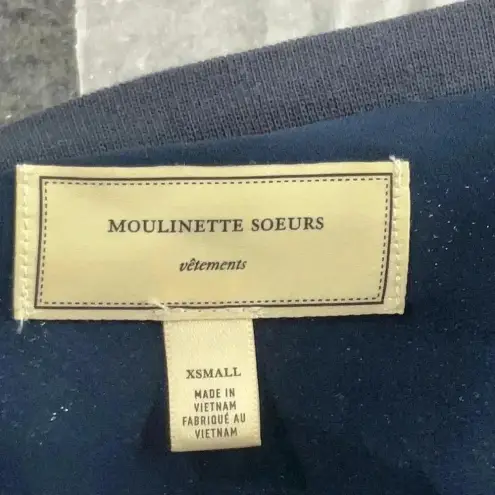 MOULINETTE SOEURS
vêtements
XSMALL
MADE IN
VIETNAM
FABRIQUÉ AU
VIETNAM